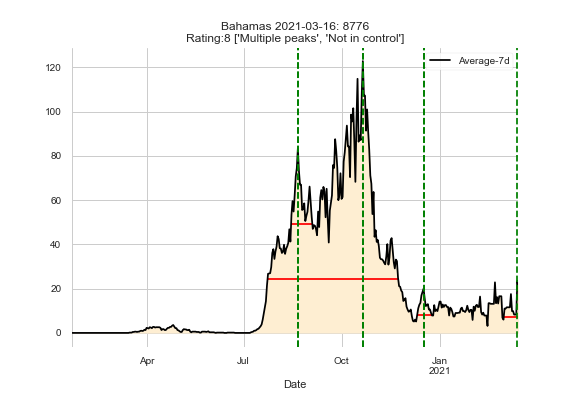 Bahamas 2021-03-16: 8776
Rating:8 ['Multiple peaks', 'Not in control']
Average-7d
120
100
80
60
40
20
0
Apr Jul Oct Jan
2021
Date